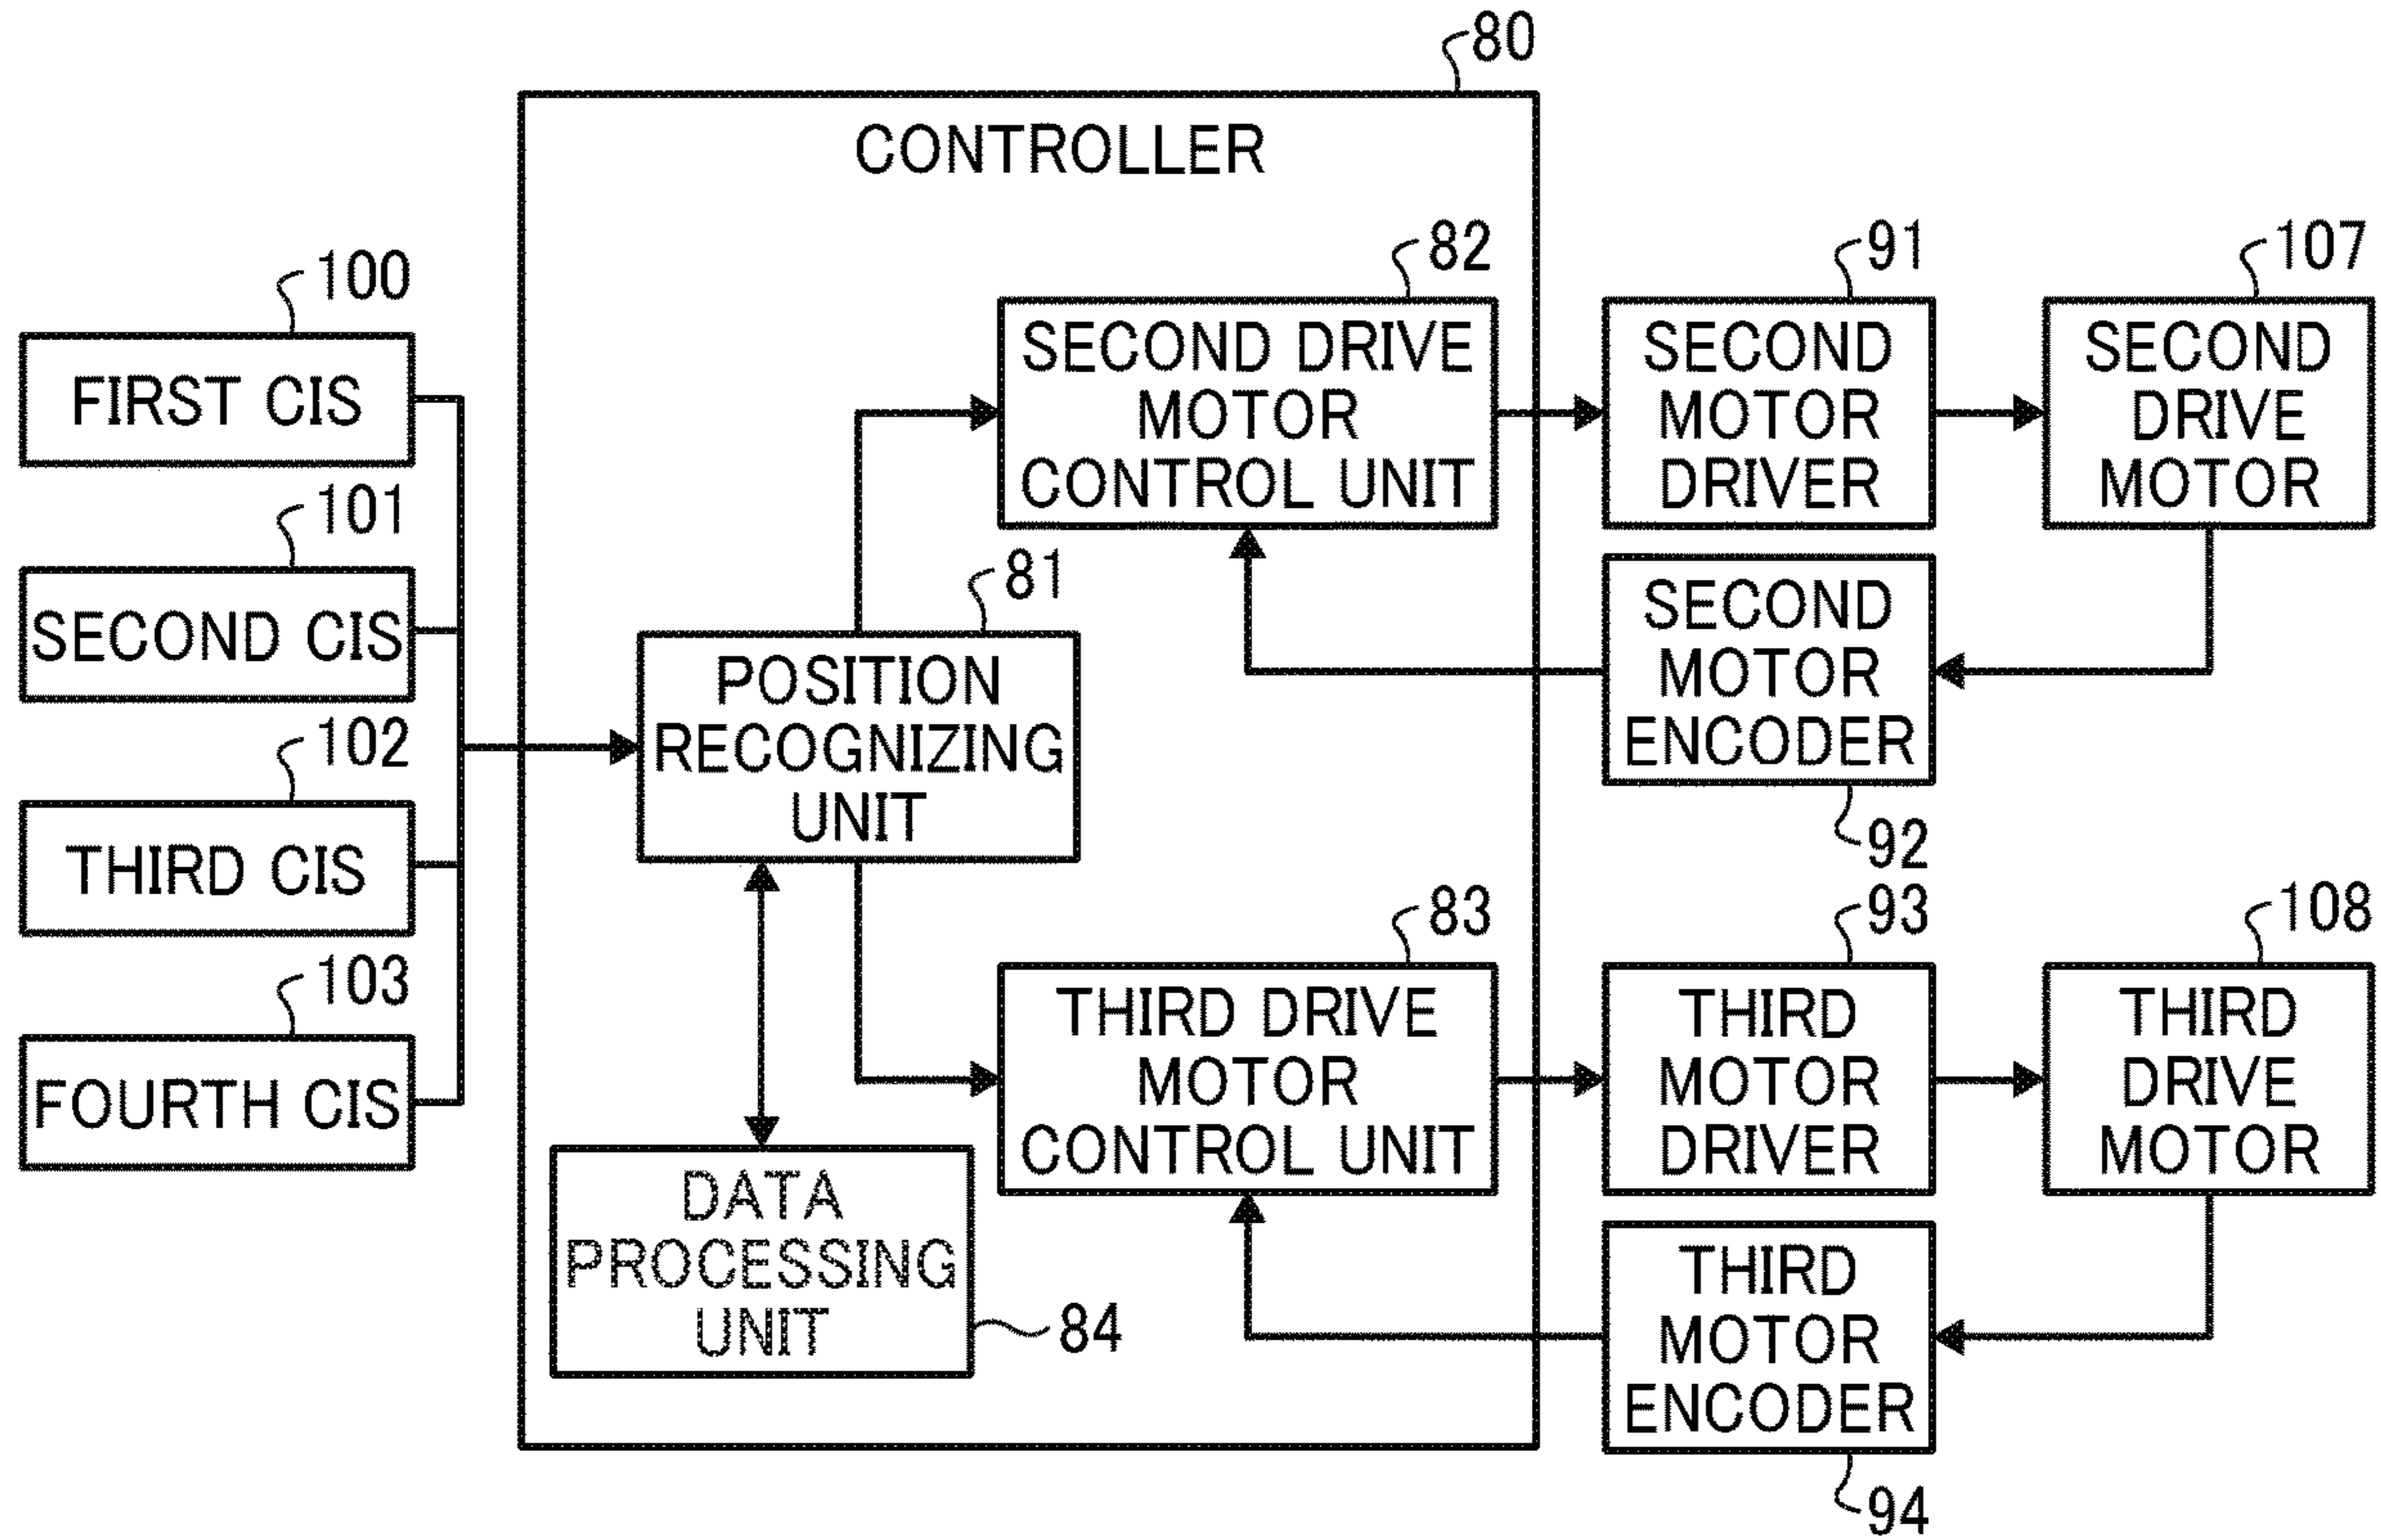 80
CONTROLLER
100
FIRST CIS
101
SECOND CIS
102
THIRD CIS
103
FOURTH CIS
81
POSITION
RECOGNIZING
UNIT
82
SECOND DRIVE
MOTOR
CONTROL UNIT
91
SECOND
MOTOR
DRIVER
107
SECOND
DRIVE
MOTOR
SECOND
MOTOR
ENCODER
92
83
THIRD DRIVE
MOTOR
CONTROL UNIT
93
THIRD
MOTOR
DRIVER
108
THIRD
DRIVE
MOTOR
DATA
PROCESSING
UNIT
84
THIRD
MOTOR
ENCODER
94